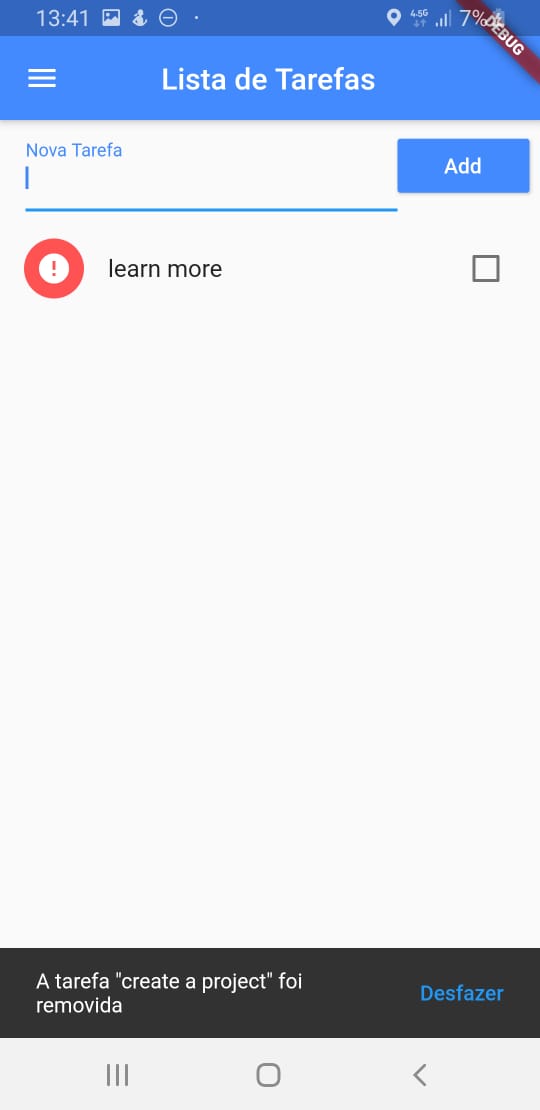 13:41
4.5G
7%
DEBUG
Lista de Tarefas
Nova Tarefa
Add
learn more
A tarefa "create a project" foi
removida
Desfazer